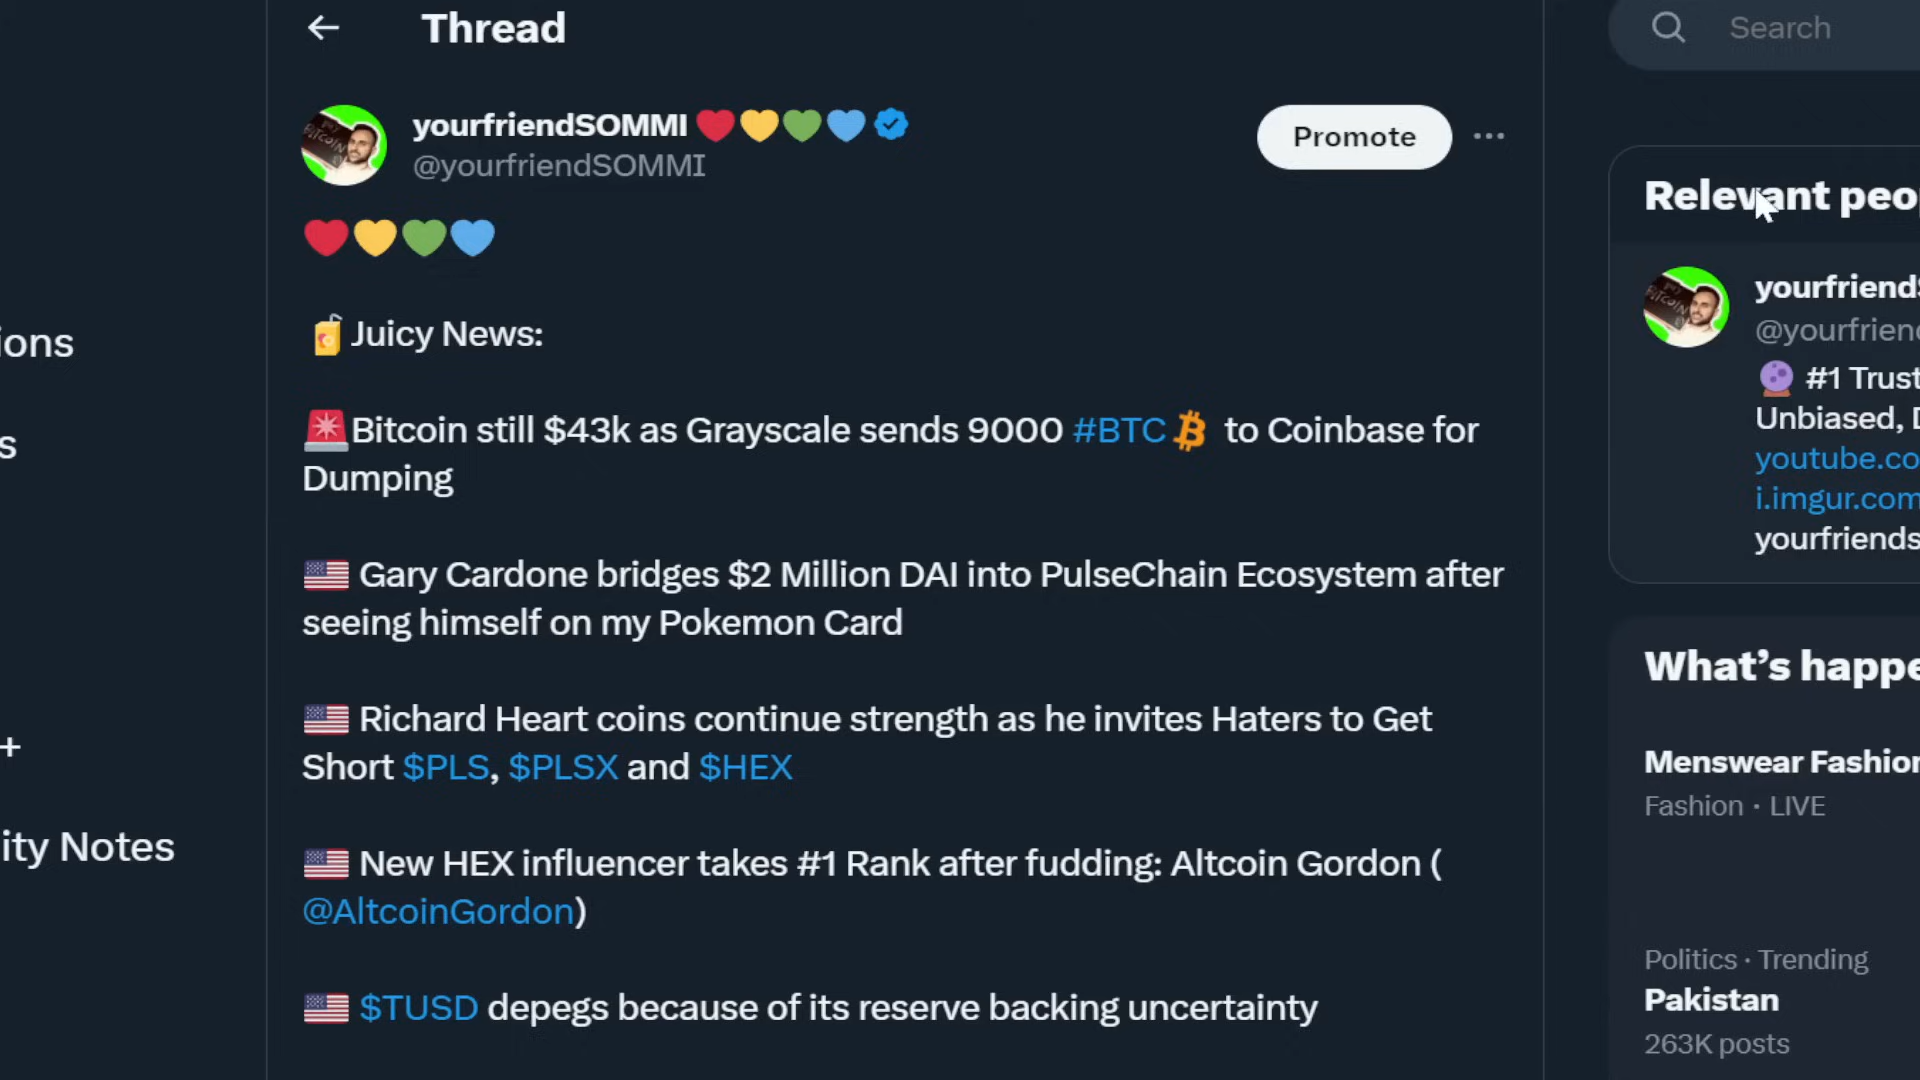 Thread
Search
yourfriendSOMMI
@yourfriendSOMMI
Promote
Juicy News:
Bitcoin still $43k as Grayscale sends 9000 #BTC to Coinbase for
Dumping
Gary Cardone bridges $2 Million DAI into PulseChain Ecosystem after
seeing himself on my Pokemon Card
Richard Heart coins continue strength as he invites Haters to Get
Short $PLS, $PLSX and $HEX
New HEX influencer takes #1 Rank after fudding: Altcoin Gordon (
@AltcoinGordon)
$TUSD depegs because of its reserve backing uncertainty
ions
s
+
ity Notes
Relevant peo
yourfriendS
@yourfriend
#1 Trust
Unbiased, D
youtube.co
i.imgur.com
yourfriends
What's happe
Menswear Fashion
Fashion · LIVE
Politics · Trending
Pakistan
263K posts